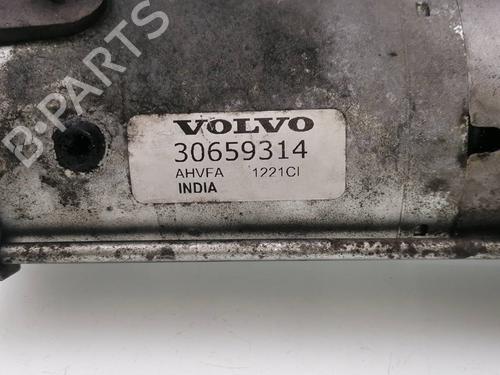 B-PARTS
VOLVO
30659314
AHVFA 1221CI
INDIA